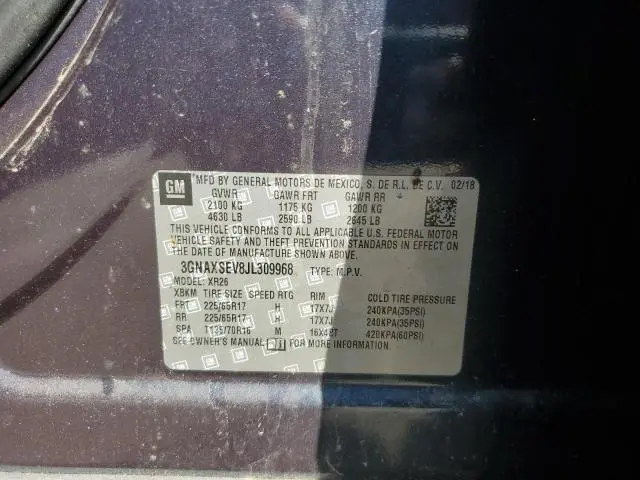 GM
MFD BY GENERAL MOTORS DE MEXICO, S. DE R.L. DE C.V. 02/18
GVWR GAWR FRT GAWR RR
2100 KG 1175 KG 1200 KG
4630 LB 2590 LB 2645 LB
THIS VEHICLE CONFORMS TO ALL APPLICABLE U.S. FEDERAL MOTOR
VEHICLE SAFETY AND THEFT PREVENTION STANDARDS IN EFFECT ON
THE DATE OF MANUFACTURE SHOWN ABOVE.
3GNAXSEV8JL309968 TYPE: M.P.V.
MODEL: XR26
XBKM TIRE SIZE SPEED RTG RIM COLD TIRE PRESSURE
FRT 225/65R17 H 17X7J 240KPA(35PSI)
RR 225/65R17 H 17X7J 240KPA(35PSI)
SPA T135/70R16 M 16X4BT 420KPA(60PSI)
SEE OWNER'S MANUAL FOR ADDITIONAL INFORMATION.